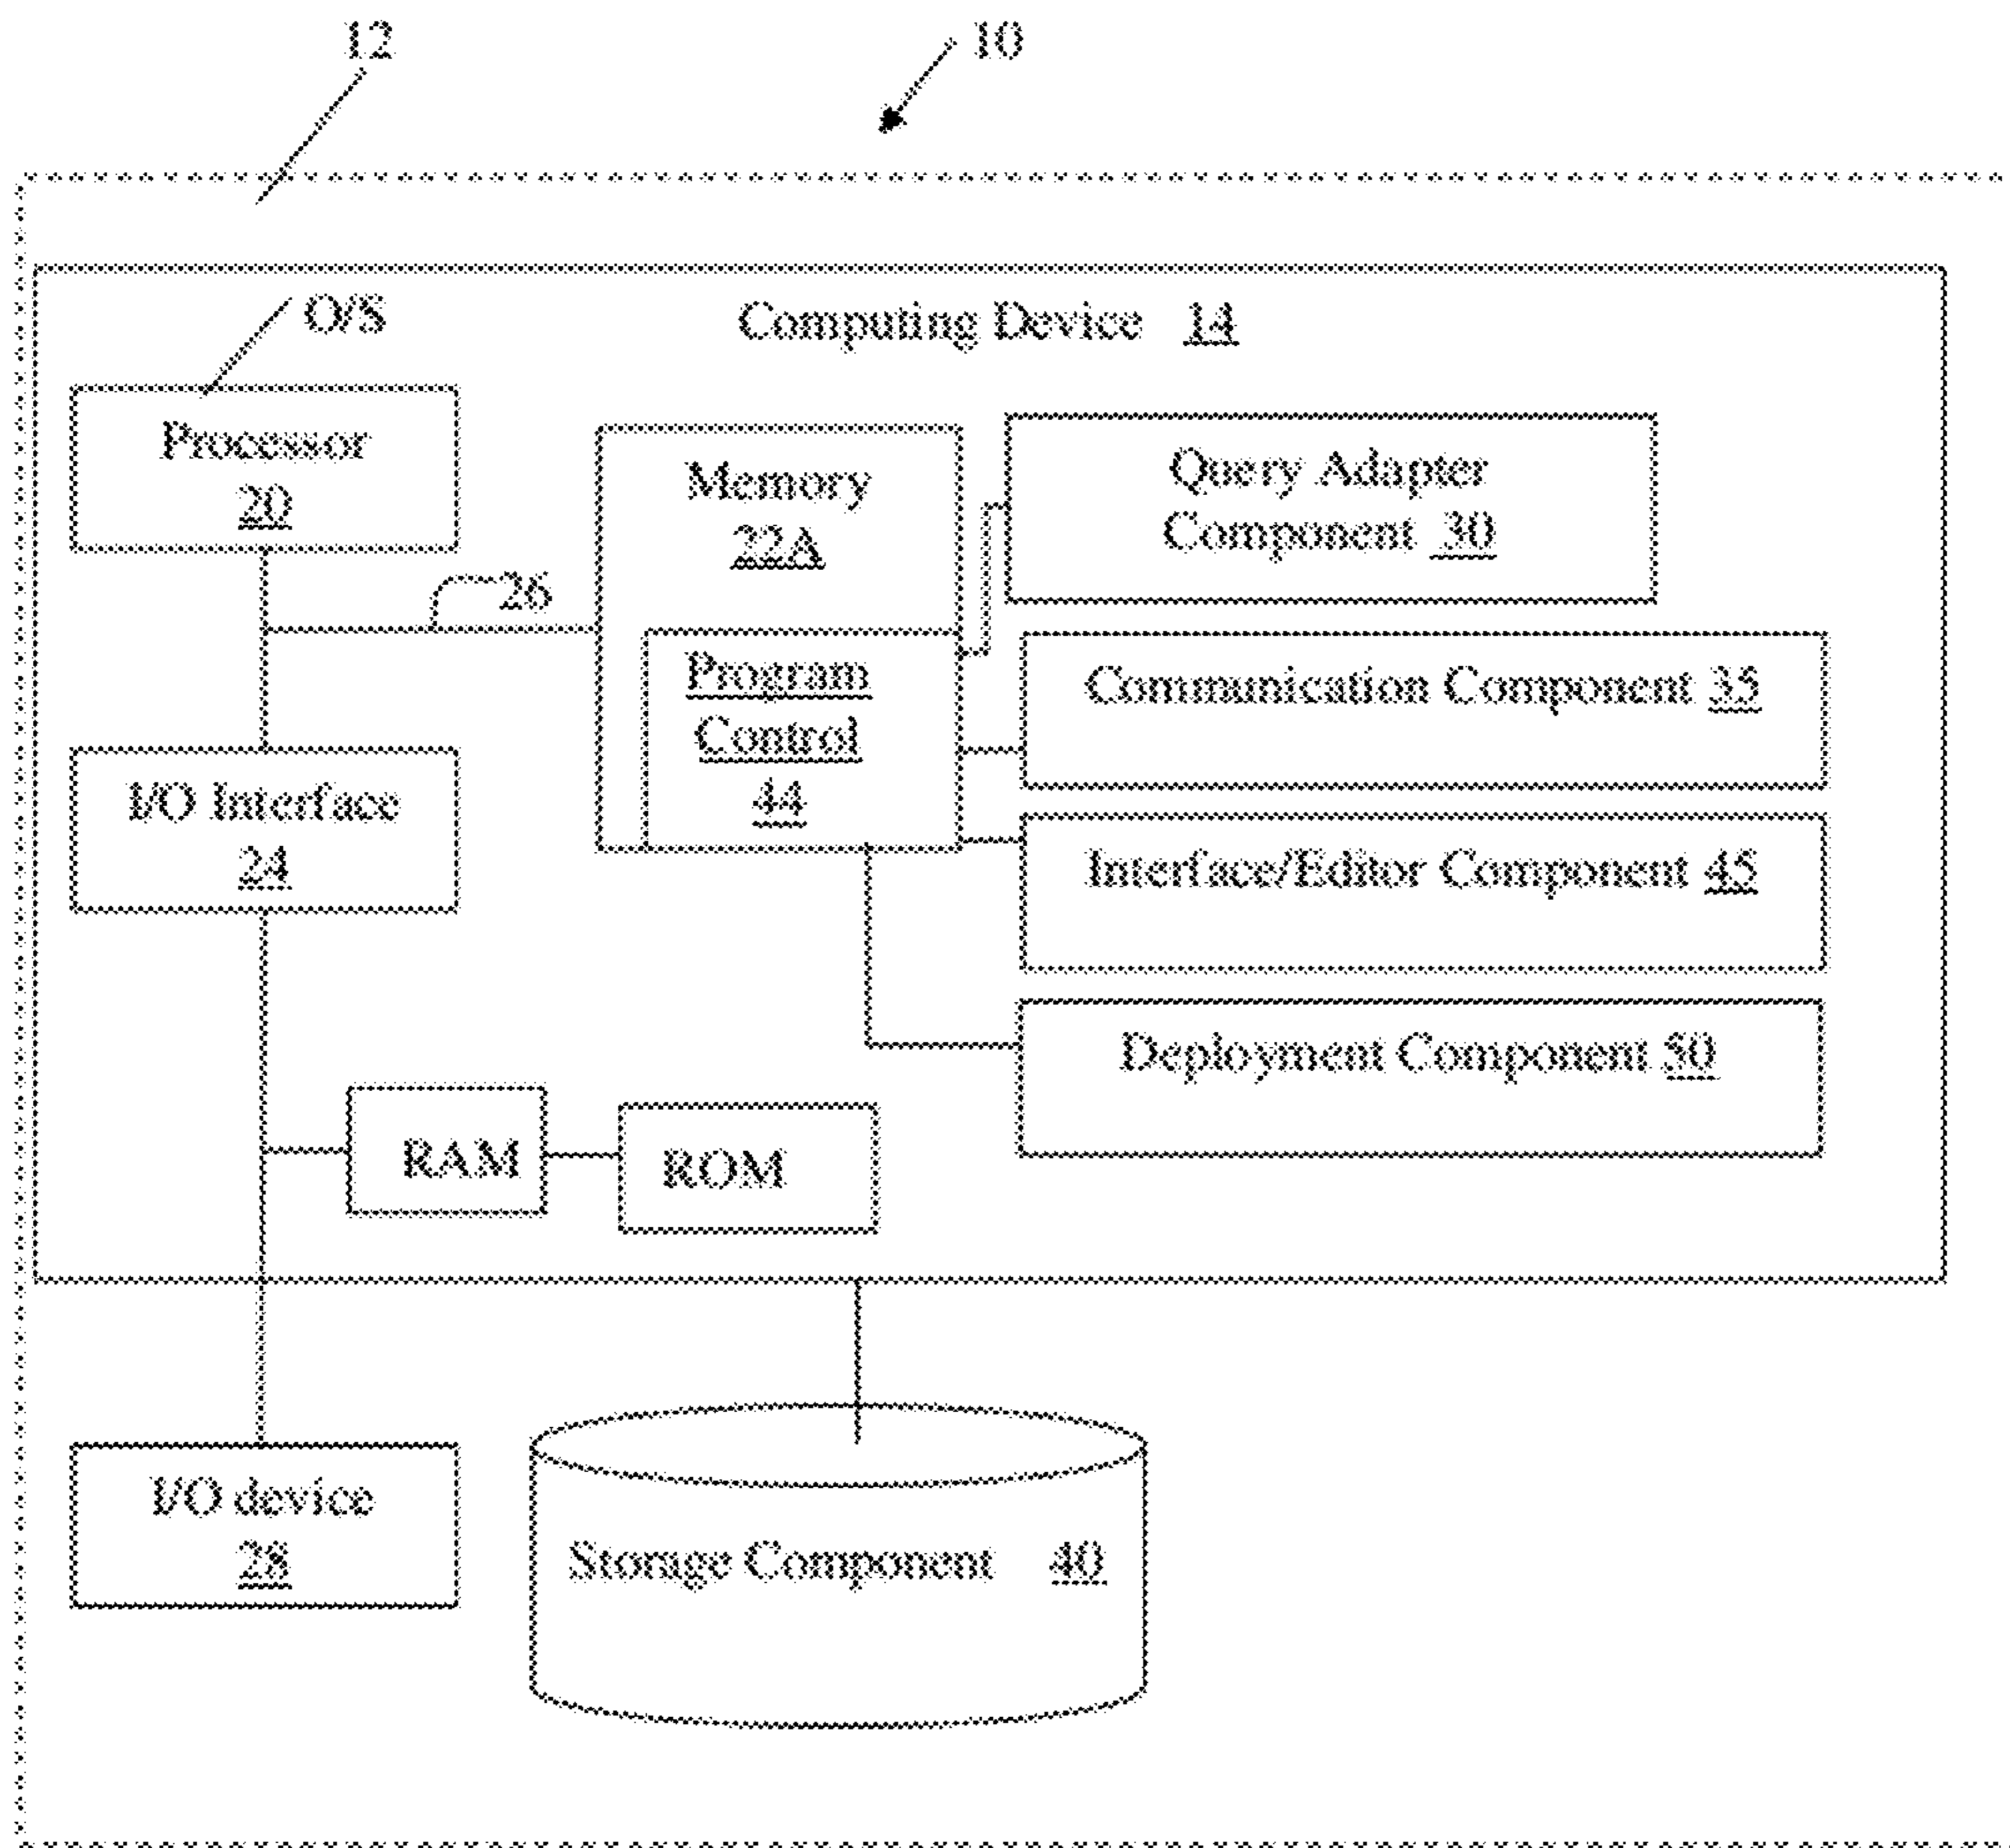 12
10
O/S
Computing Device 14
Processor
20
Memory
22A
Query Adapter
Component 30
26
Program
Control
44
Communication Component 35
I/O Interface
24
Interface/Editor Component 45
Deployment Component 50
RAM
ROM
I/O device
28
Storage Component 40